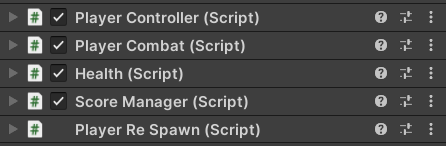 Player Controller (Script)
Player Combat (Script)
Health (Script)
Score Manager (Script)
Player Re Spawn (Script)